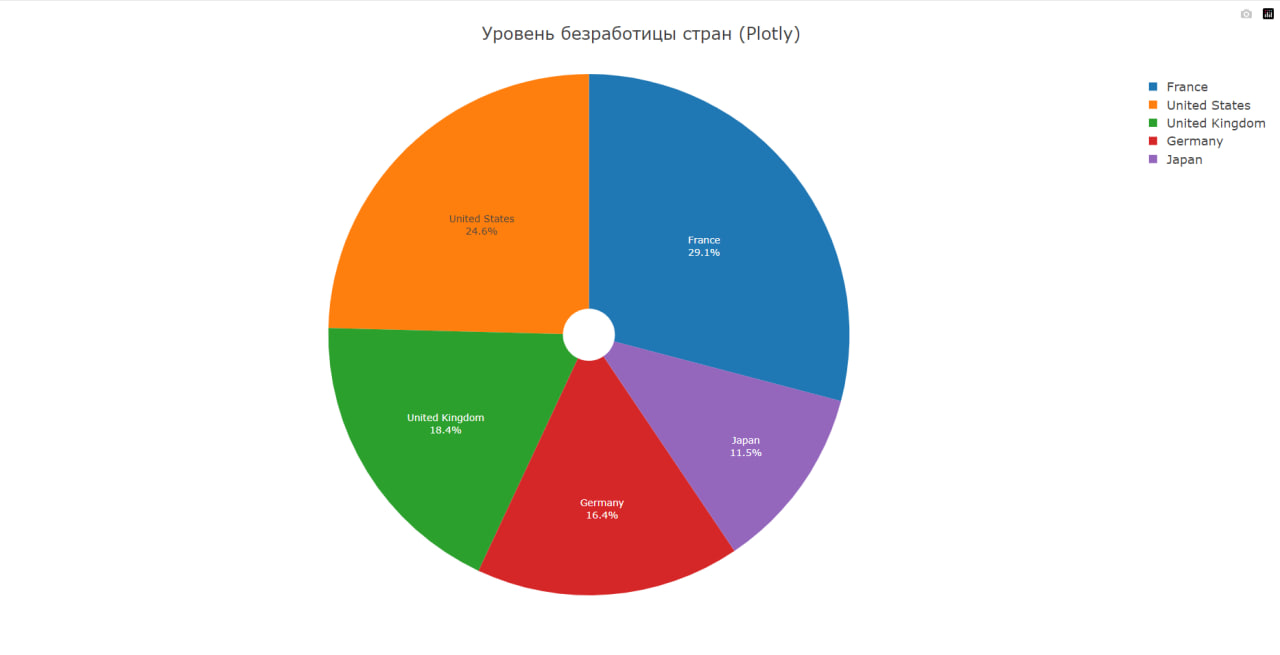 Уровень безработицы стран (Plotly)
France
United States
United Kingdom
Germany
Japan
United States
24.6%
France
29.1%
United Kingdom
18.4%
Japan
11.5%
Germany
16.4%